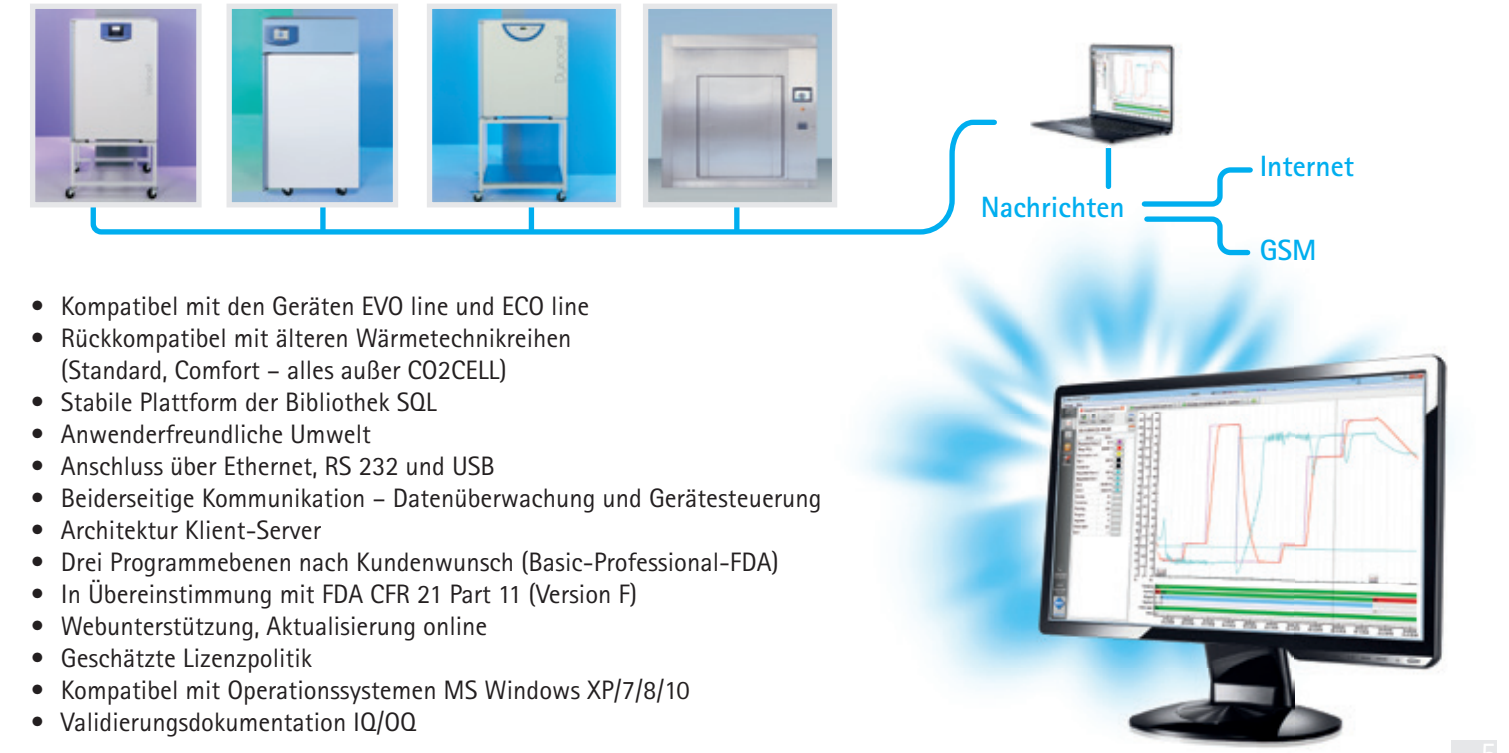 Durocell
Internet
Nachrichten
GSM
• Kompatibel mit den Geräten EVO line und ECO line
• Rückkompatibel mit älteren Wärmetechnikreihen
(Standard, Comfort – alles außer CO2CELL)
• Stabile Plattform der Bibliothek SQL
• Anwenderfreundliche Umwelt
• Anschluss über Ethernet, RS 232 und USB
• Beiderseitige Kommunikation – Datenüberwachung und Gerätesteuerung
• Architektur Klient-Server
• Drei Programmebenen nach Kundenwunsch (Basic-Professional-FDA)
• In Übereinstimmung mit FDA CFR 21 Part 11 (Version F)
• Webunterstützung, Aktualisierung online
• Geschätzte Lizenzpolitik
• Kompatibel mit Operationssystemen MS Windows XP/7/8/10
• Validierungsdokumentation IQ/OQ